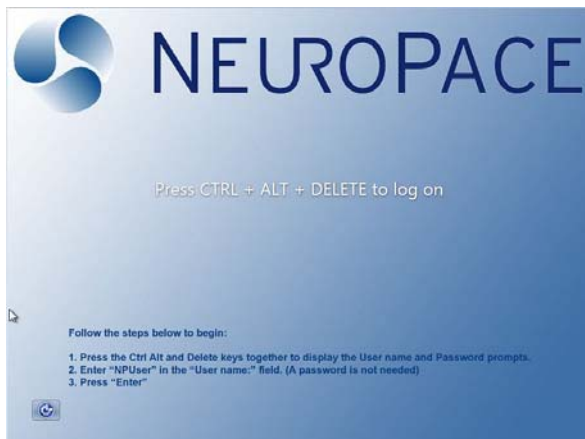 NEUROPACE
Press CTRL + ALT + DELETE to log on
Follow the steps below to begin:
1. Press the Ctrl Alt and Delete keys together to display the User name and Password prompts.
2. Enter “NPUser” in the “User name:” field. (A password is not needed)
3. Press “Enter”